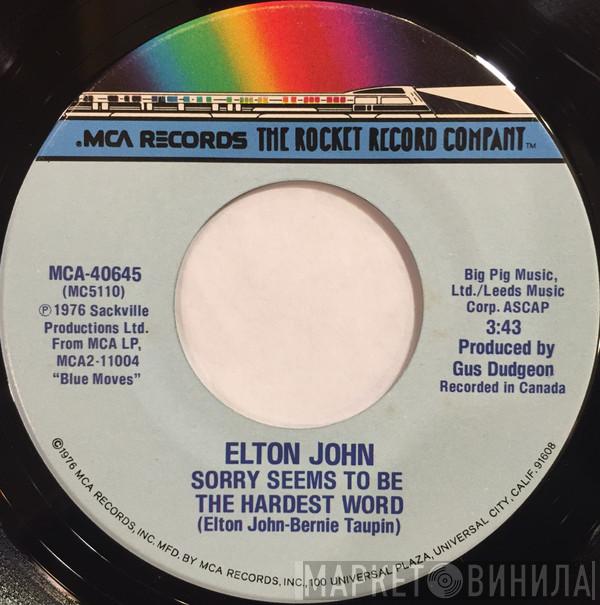 .MCA RECORDS THE ROCKET RECORD COMPANY™
MCA-40645
(MC5110)
℗ 1976 Sackville
Productions Ltd.
From MCA LP,
MCA2-11004
"Blue Moves"
Big Pig Music,
Ltd./Leeds Music
Corp. ASCAP
3:43
Produced by
Gus Dudgeon
Recorded in Canada
ELTON JOHN
SORRY SEEMS TO BE
THE HARDEST WORD
(Elton John-Bernie Taupin)
©1976 MCA RECORDS, INC. MFD. BY MCA RECORDS, INC., 100 UNIVERSAL PLAZA, UNIVERSAL CITY, CALIF. 91608
МАРКЕТ ВИНИЛА